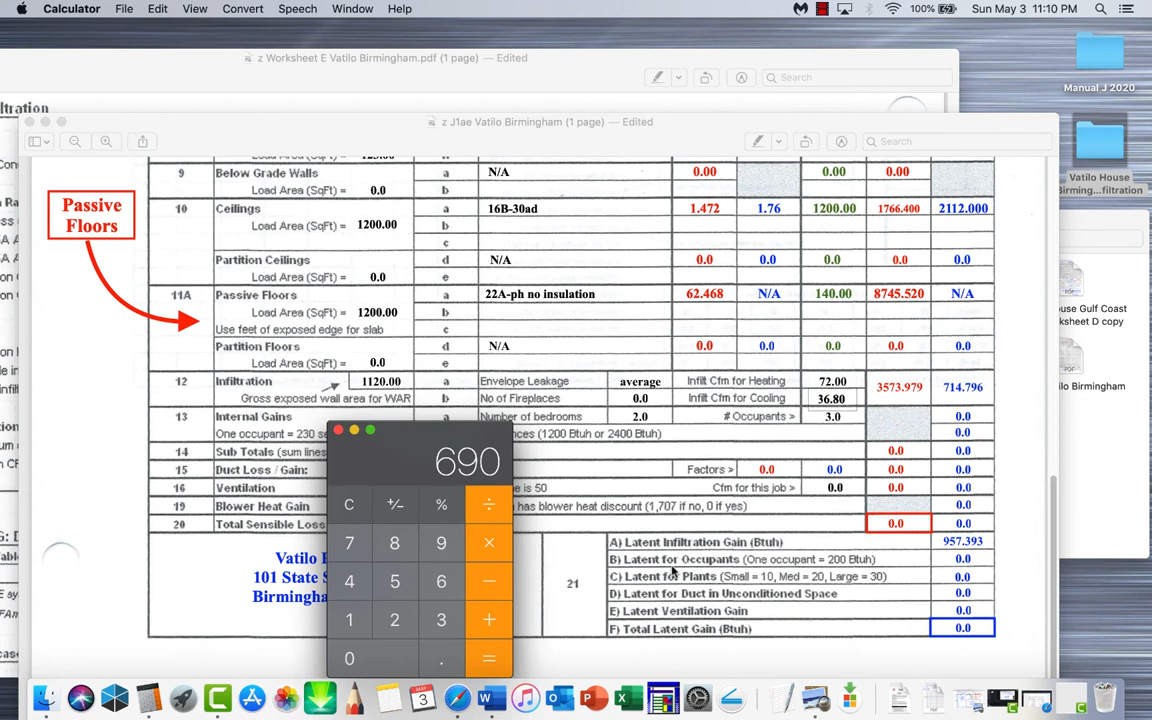 Calculator File Edit View Convert Speech Window Help 100% Sun May 3 11:10 PM
z Worksheet E Vatilo Birmingham.pdf (1 page) — Edited
Search
Manual J 2020
z J1ae Vatilo Birmingham (1 page) — Edited
Search
Vatilo House
Birming...filtration
Passive
Floors
9 Below Grade Walls a N/A 0.00 0.00 0.00
Load Area (SqFt) = 0.0 b
10 Ceilings a 16B-30ad 1.472 1.76 1200.00 1766.400 2112.000
Load Area (SqFt) = 1200.00 b
c
Partition Ceilings d N/A 0.0 0.0 0.0 0.0 0.0
Load Area (SqFt) = 0.0 e
11A Passive Floors a 22A-ph no insulation 62.468 N/A 140.00 8745.520 N/A
Load Area (SqFt) = 1200.00 b
Use feet of exposed edge for slab c
Partition Floors d N/A 0.0 0.0 0.0 0.0 0.0
Load Area (SqFt) = 0.0 e
12 Infiltration 1120.00 a Envelope Leakage average Infilt Cfm for Heating 72.00 3573.979 714.796
Gross exposed wall area for WAR b No of Fireplaces 0.0 Infilt Cfm for Cooling 36.80
13 Internal Gains a Number of bedrooms 2.0 # Occupants > 3.0 0.0
One occupant = 230 se nces (1200 Btuh or 2400 Btuh) 0.0
14 Sub Totals (sum lines 0.0 0.0
15 Duct Loss / Gain: Factors > 0.0 0.0 0.0 0.0
16 Ventilation e is 50 Cfm for this job > 0.0 0.0 0.0
19 Blower Heat Gain has blower heat discount (1,707 if no, 0 if yes) 0.0
20 Total Sensible Loss 0.0 0.0
Vatilo
101 State
Birmingha
21
A) Latent Infiltration Gain (Btuh) 957.393
B) Latent for Occupants (One occupant = 200 Btuh) 0.0
C) Latent for Plants (Small = 10, Med = 20, Large = 30) 0.0
D) Latent for Duct in Unconditioned Space 0.0
E) Latent Ventilation Gain 0.0
F) Total Latent Gain (Btuh) 0.0
690
C +/− % ÷
7 8 9 ×
4 5 6 −
1 2 3 +
0 . =
ouse Gulf Coast
ksheet D copy
ilo Birmingham
MAY
3